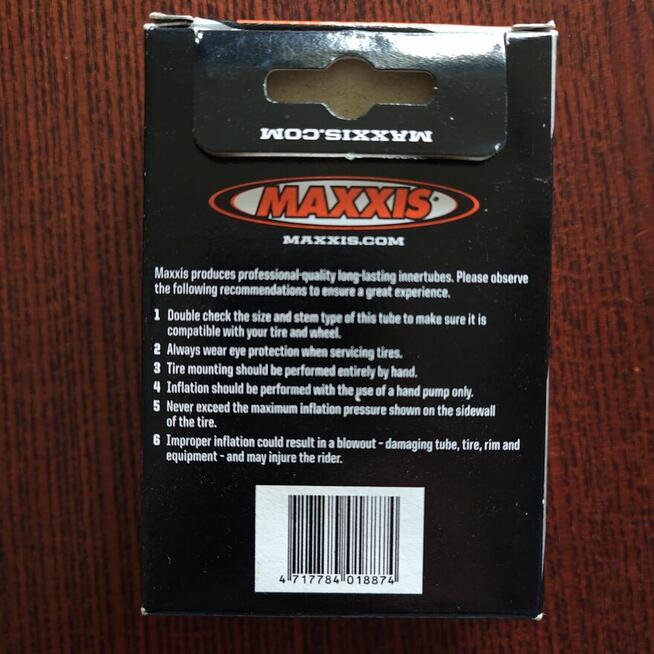 MAXXIS.COM
MAXXIS
MAXXIS.COM
Maxxis produces professional-quality long-lasting innertubes. Please observe
the following recommendations to ensure a great experience.
1 Double check the size and stem type of this tube to make sure it is
compatible with your tire and wheel.
2 Always wear eye protection when servicing tires.
3 Tire mounting should be performed entirely by hand.
4 Inflation should be performed with the use of a hand pump only.
5 Never exceed the maximum inflation pressure shown on the sidewall
of the tire.
6 Improper inflation could result in a blowout - damaging tube, tire, rim and
equipment - and may injure the rider.
4 717784 018874